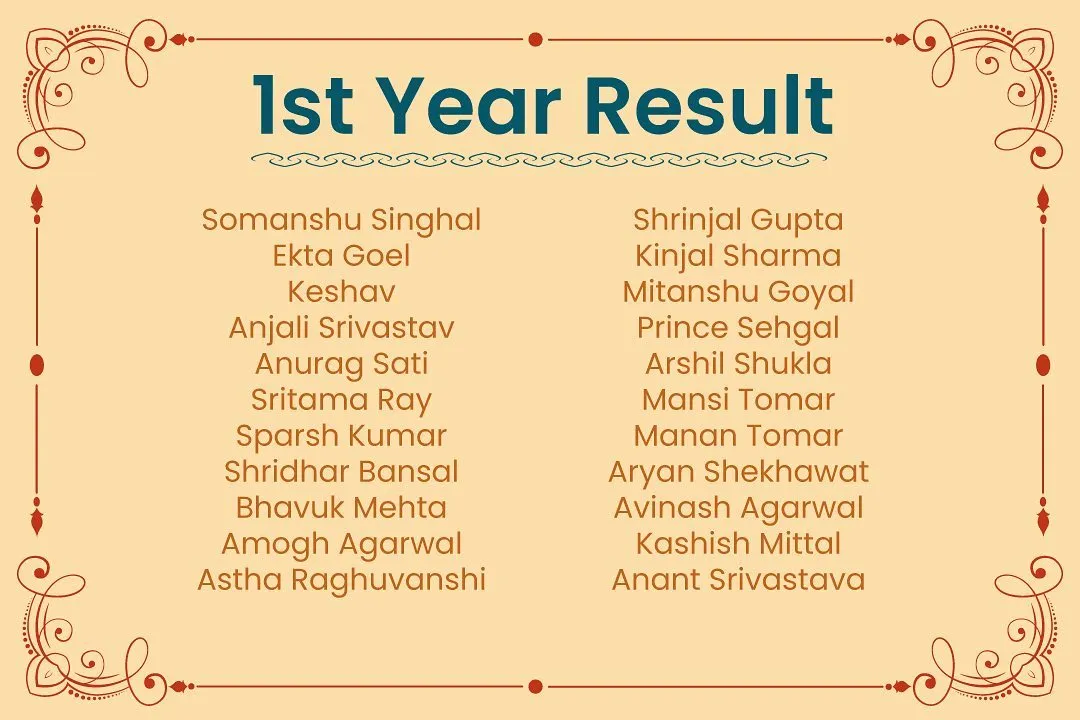 1st Year Result
Somanshu Singhal
Ekta Goel
Keshav
Anjali Srivastav
Anurag Sati
Sritama Ray
Sparsh Kumar
Shridhar Bansal
Bhavuk Mehta
Amogh Agarwal
Astha Raghuvanshi
Shrinjal Gupta
Kinjal Sharma
Mitanshu Goyal
Prince Sehgal
Arshil Shukla
Mansi Tomar
Manan Tomar
Aryan Shekhawat
Avinash Agarwal
Kashish Mittal
Anant Srivastava